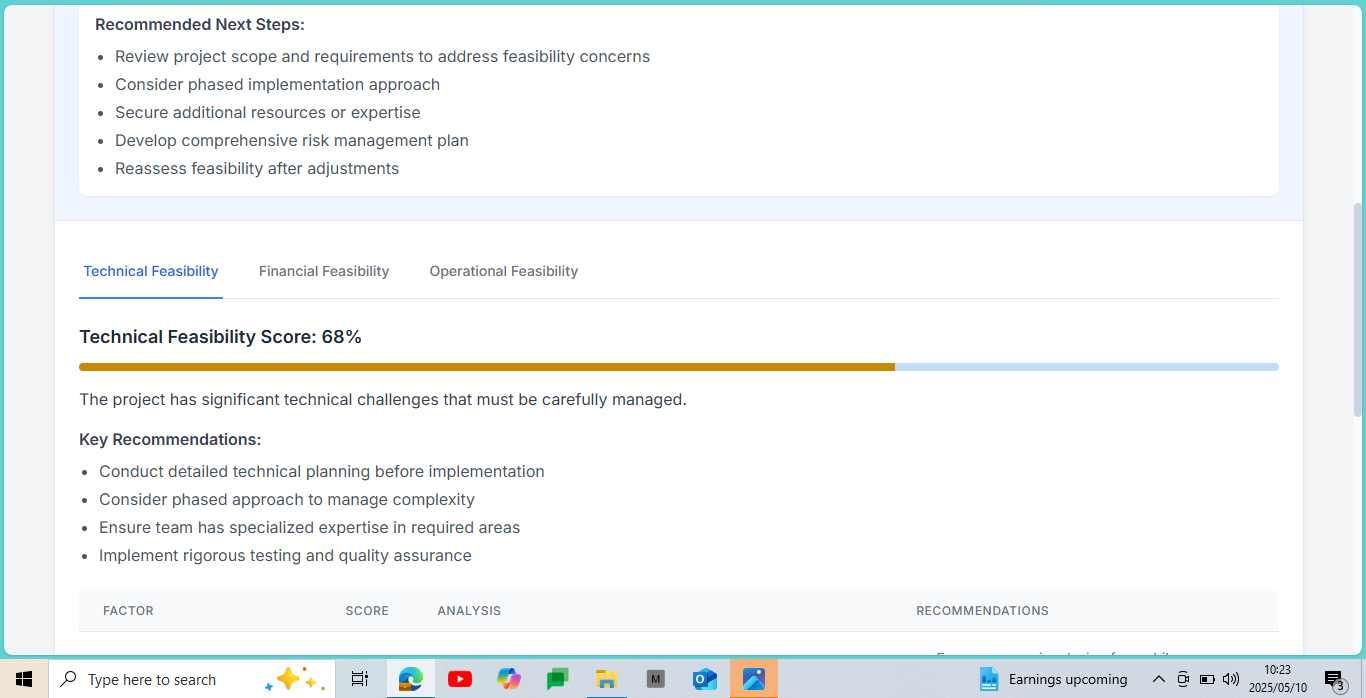 Recommended Next Steps:
Review project scope and requirements to address feasibility concerns
Consider phased implementation approach
Secure additional resources or expertise
Develop comprehensive risk management plan
Reassess feasibility after adjustments
Technical Feasibility Financial Feasibility Operational Feasibility
Technical Feasibility Score: 68%
The project has significant technical challenges that must be carefully managed.
Key Recommendations:
Conduct detailed technical planning before implementation
Consider phased approach to manage complexity
Ensure team has specialized expertise in required areas
Implement rigorous testing and quality assurance
FACTOR SCORE ANALYSIS RECOMMENDATIONS
Type here to search
M
Earnings upcoming
10:23
2025/05/10
3